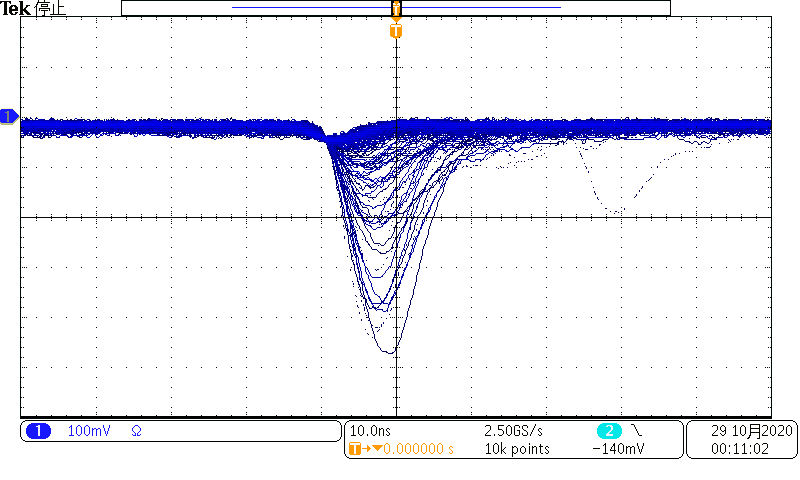 Tek 停止
T
T
1
1 100mV Ω 10.0ns 2.50GS/s 2 29 10月2020
T→▼0.000000 s 10k points −140mV 00:11:02